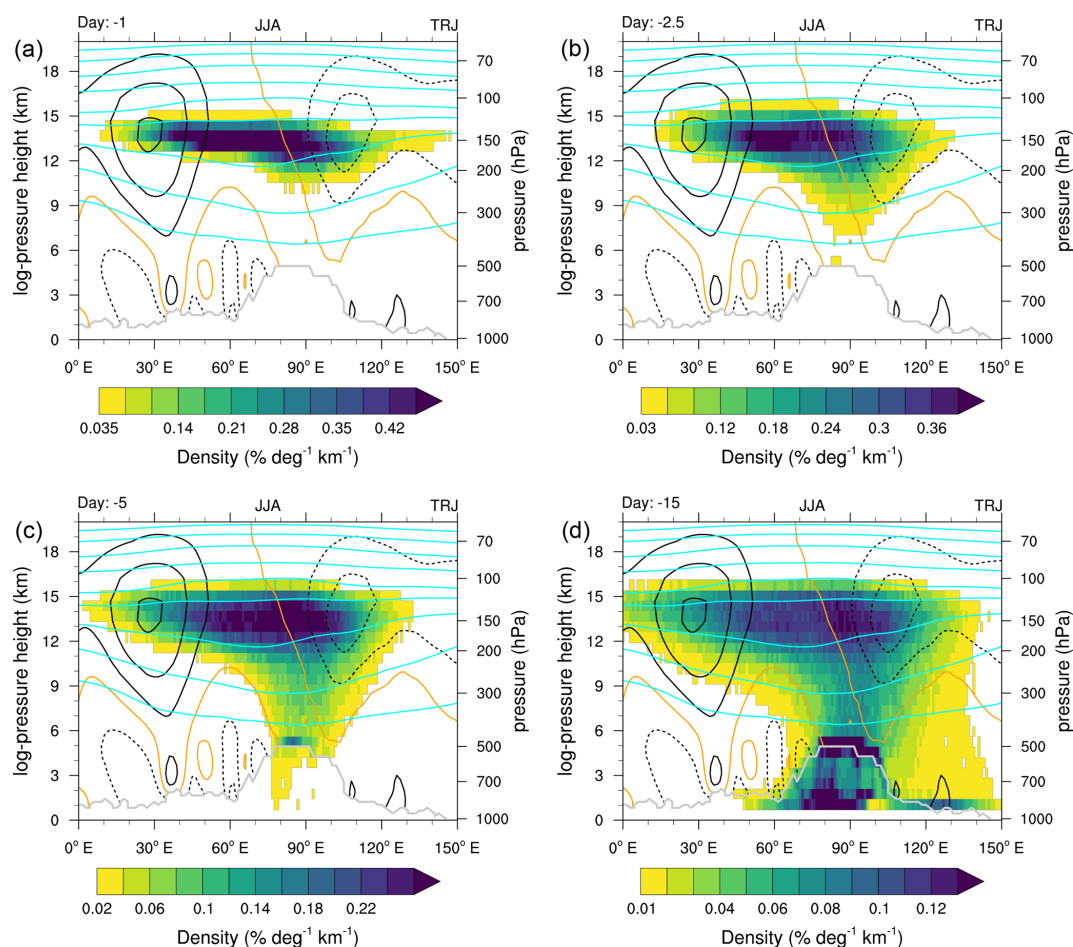 Day: -1 JJA TRJ
(a)
log-pressure height (km)
18
15
12
9
6
3
0
70
100
150
200
300
500
700
1000
pressure (hPa)
0° E 30° E 60° E 90° E 120° E 150° E
0.035 0.14 0.21 0.28 0.35 0.42
Density (% deg⁻¹ km⁻¹)
Day: -2.5 JJA TRJ
(b)
log-pressure height (km)
18
15
12
9
6
3
0
70
100
150
200
300
500
700
1000
pressure (hPa)
0° E 30° E 60° E 90° E 120° E 150° E
0.03 0.12 0.18 0.24 0.3 0.36
Density (% deg⁻¹ km⁻¹)
Day: -5 JJA TRJ
(c)
log-pressure height (km)
18
15
12
9
6
3
0
70
100
150
200
300
500
700
1000
pressure (hPa)
0° E 30° E 60° E 90° E 120° E 150° E
0.02 0.06 0.1 0.14 0.18 0.22
Density (% deg⁻¹ km⁻¹)
Day: -15 JJA TRJ
(d)
log-pressure height (km)
18
15
12
9
6
3
0
70
100
150
200
300
500
700
1000
pressure (hPa)
0° E 30° E 60° E 90° E 120° E 150° E
0.01 0.04 0.06 0.08 0.1 0.12
Density (% deg⁻¹ km⁻¹)